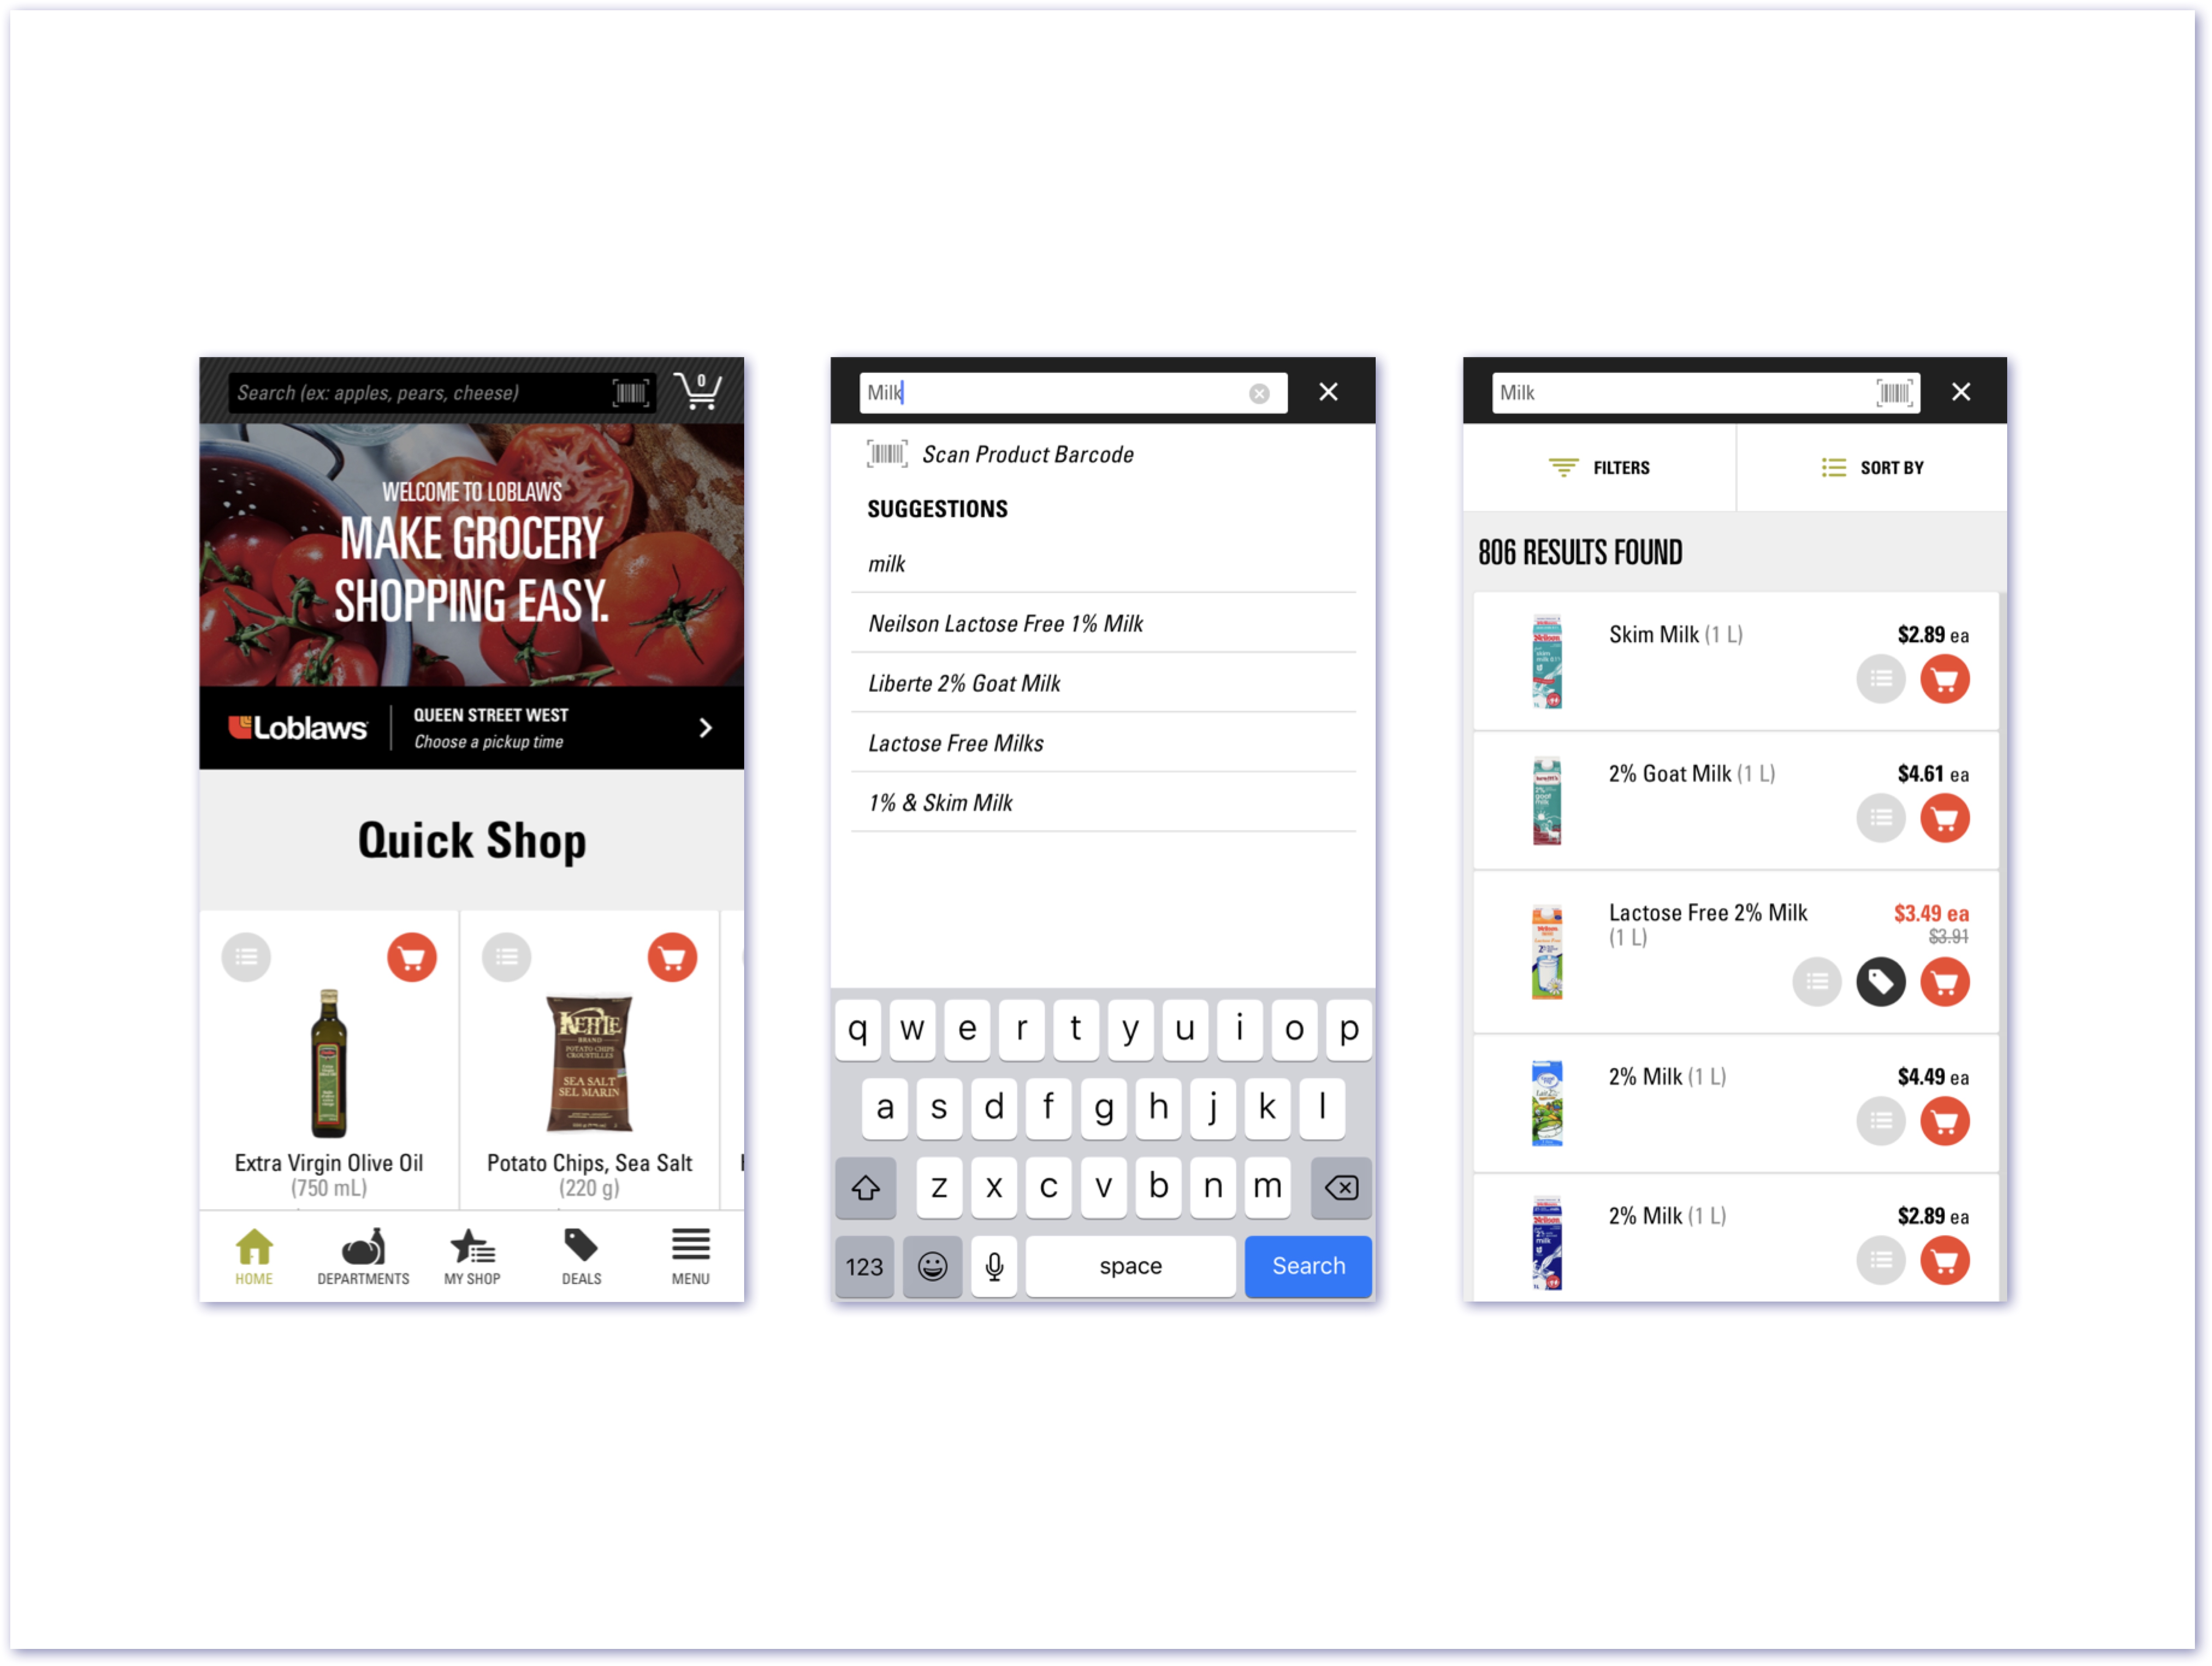 Search (ex: apples, pears, cheese)
0
WELCOME TO LOBLAWS
MAKE GROCERY
SHOPPING EASY.
Loblaws
QUEEN STREET WEST
Choose a pickup time
Quick Shop
KETTLE
BRAND
POTATO CHIPS
CROUSTILLES
SEA SALT
SEL MARIN
Extra Virgin Olive Oil
(750 mL)
Potato Chips, Sea Salt
(220 g)
HOME
DEPARTMENTS
MY SHOP
DEALS
MENU
Milk
Scan Product Barcode
SUGGESTIONS
milk
Neilson Lactose Free 1% Milk
Liberte 2% Goat Milk
Lactose Free Milks
1% & Skim Milk
q w e r t y u i o p
a s d f g h j k l
z x c v b n m
123 space Search
Milk
FILTERS
SORT BY
806 RESULTS FOUND
Skim Milk (1 L)
$2.89 ea
2% Goat Milk (1 L)
$4.61 ea
Lactose Free 2% Milk
(1 L)
$3.49 ea
$3.91
2% Milk (1 L)
$4.49 ea
2% Milk (1 L)
$2.89 ea